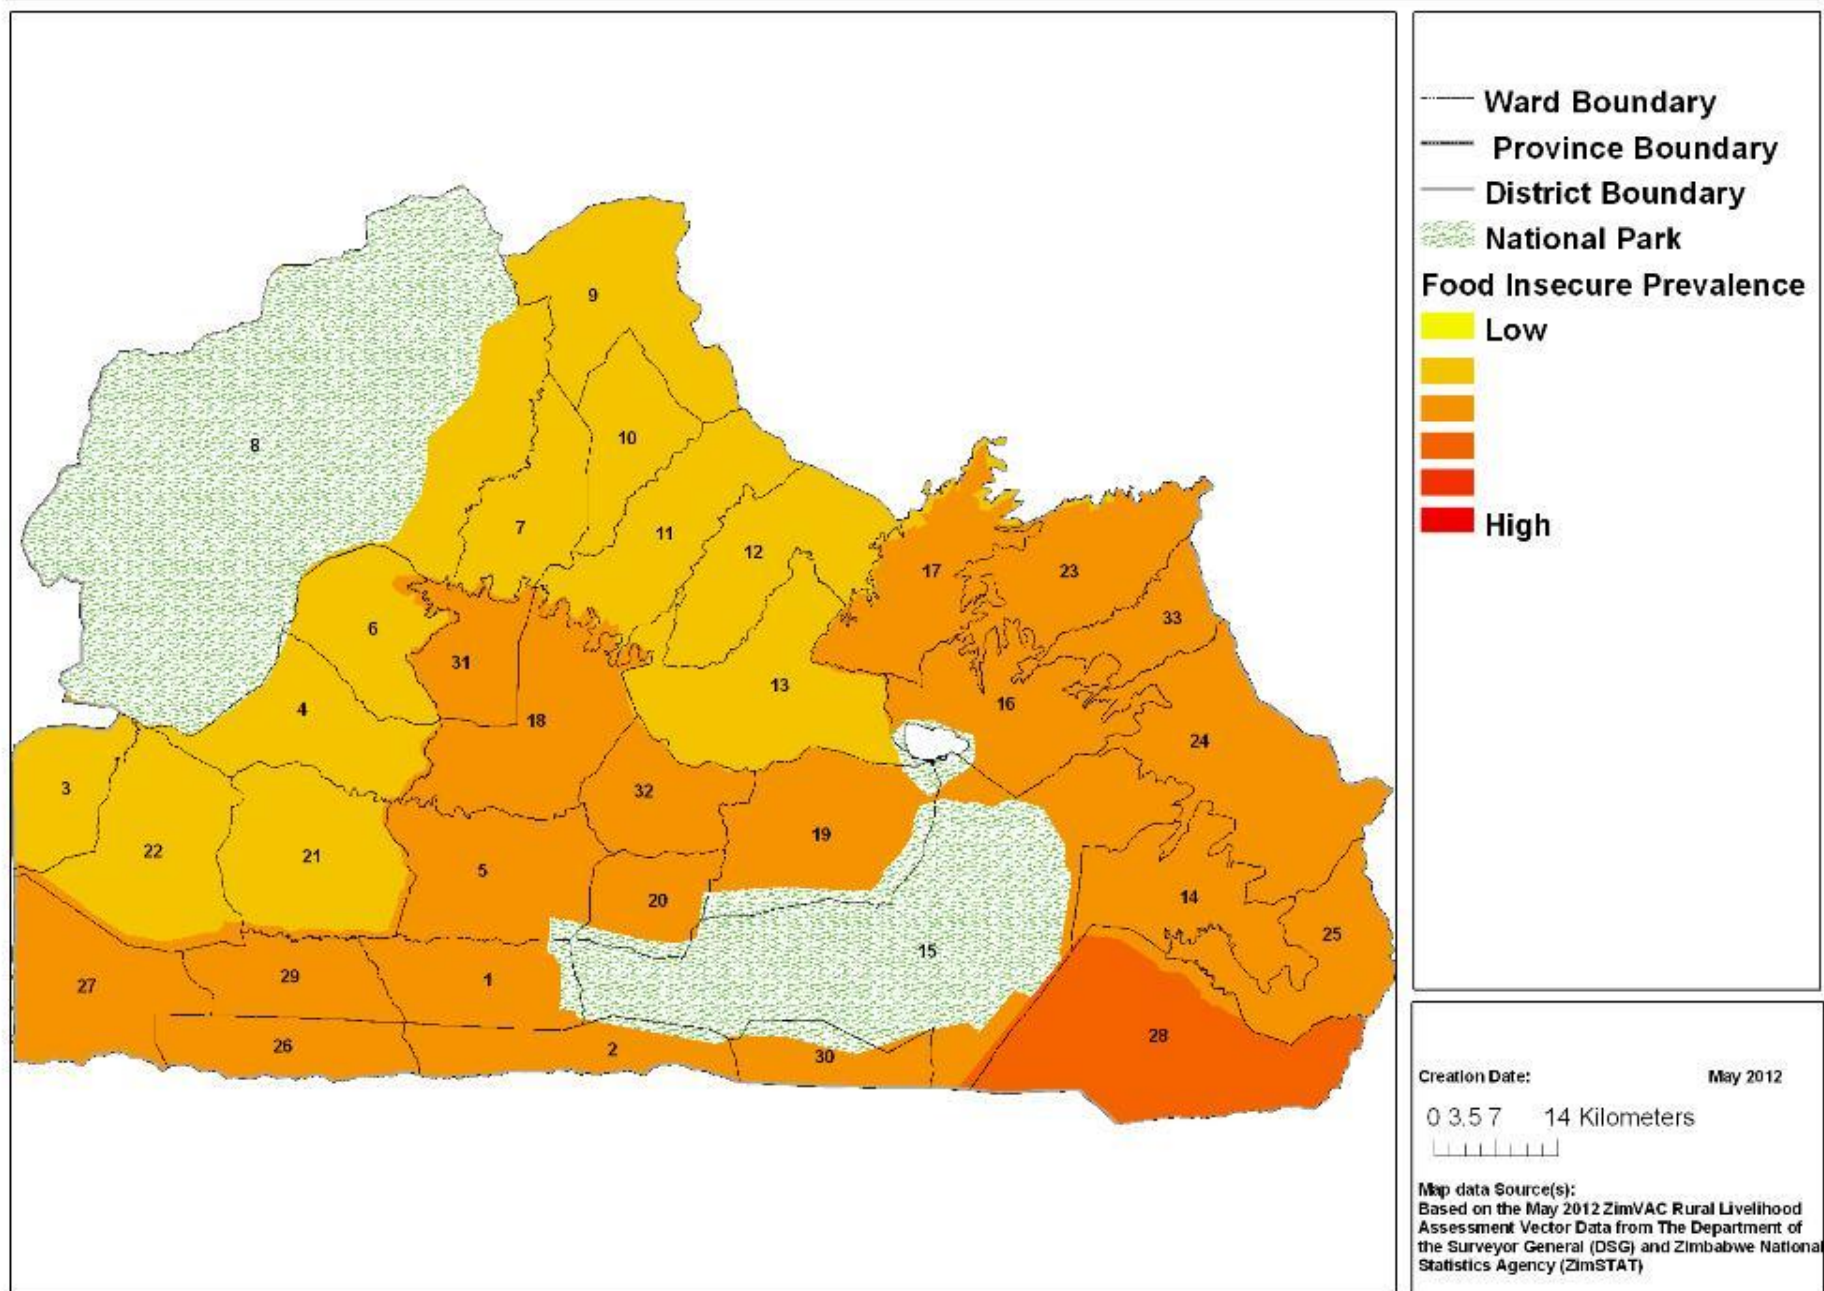 9
10
8
7
11
12
17
23
33
6
31
13
4
18
16
24
3
32
22
21
19
5
20
14
25
15
27
29
1
28
26
2
30
Ward Boundary
Province Boundary
District Boundary
National Park
Food Insecure Prevalence
Low
High
Creation Date: May 2012
0 3.5 7 14 Kilometers
Map data Source(s):
Based on the May 2012 ZimVAC Rural Livelihood
Assessment Vector Data from The Department of
the Surveyor General (DSG) and Zimbabwe National
Statistics Agency (ZimSTAT)